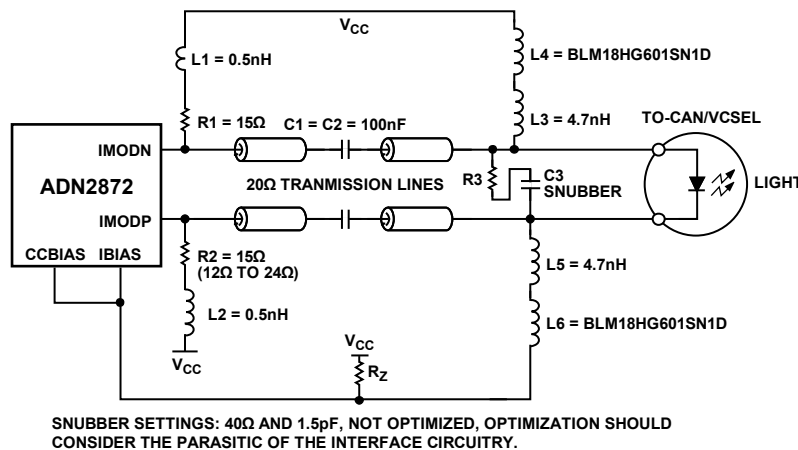 VCC
L1 = 0.5nH
L4 = BLM18HG601SN1D
R1 = 15Ω
C1 = C2 = 100nF
L3 = 4.7nH
TO-CAN/VCSEL
IMODN
ADN2872
R3
C3
SNUBBER
20Ω TRANMISSION LINES
LIGHT
IMODP
CCBIAS IBIAS
R2 = 15Ω
(12Ω TO 24Ω)
L5 = 4.7nH
L2 = 0.5nH
L6 = BLM18HG601SN1D
VCC
VCC
RZ
SNUBBER SETTINGS: 40Ω AND 1.5pF, NOT OPTIMIZED, OPTIMIZATION SHOULD
CONSIDER THE PARASITIC OF THE INTERFACE CIRCUITRY.